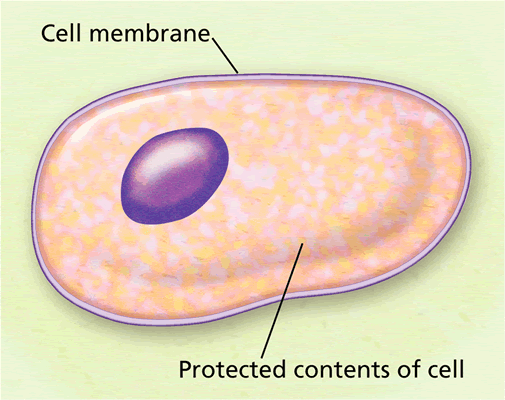 Cell membrane
Protected contents of cell